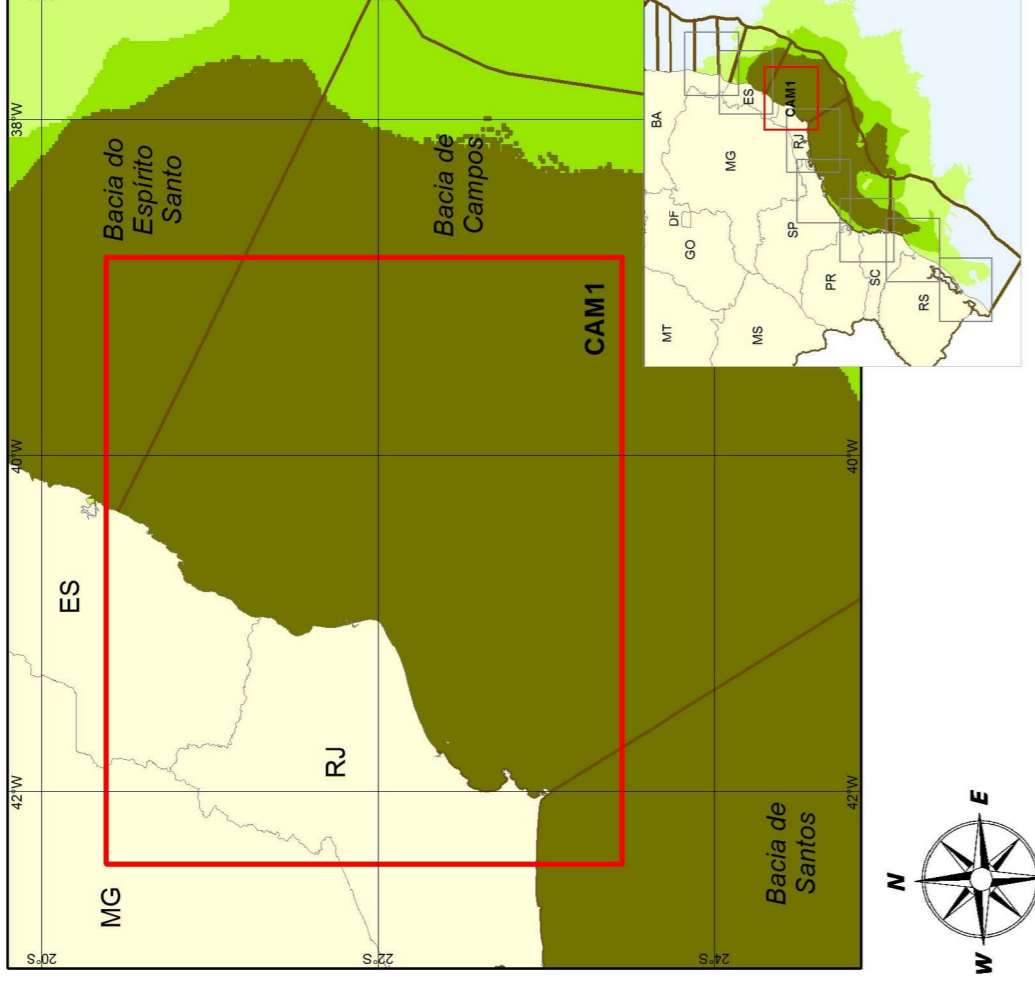 38°W
40°W
40°W
42°W
42°W
20°S
22°S
24°S
Bacia do
Espírito
Santo
Bacia de
Campos
CAM1
ES
RJ
MG
Bacia de
Santos
BA
ES
CAM1
MG
RJ
DF
GO
SP
MT
MS
PR
SC
RS
N
E
W